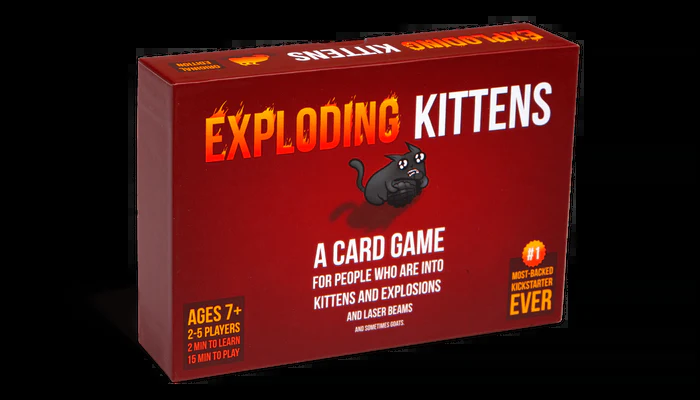 EXPLODING KITTENS
ORIGINAL EDITION
EXPLODING KITTENS
A CARD GAME
FOR PEOPLE WHO ARE INTO
KITTENS AND EXPLOSIONS
AND LASER BEAMS
AND SOMETIMES GOATS.
AGES 7+
2-5 PLAYERS
2 MIN TO LEARN
15 MIN TO PLAY
#1
MOST-BACKED
KICKSTARTER
EVER